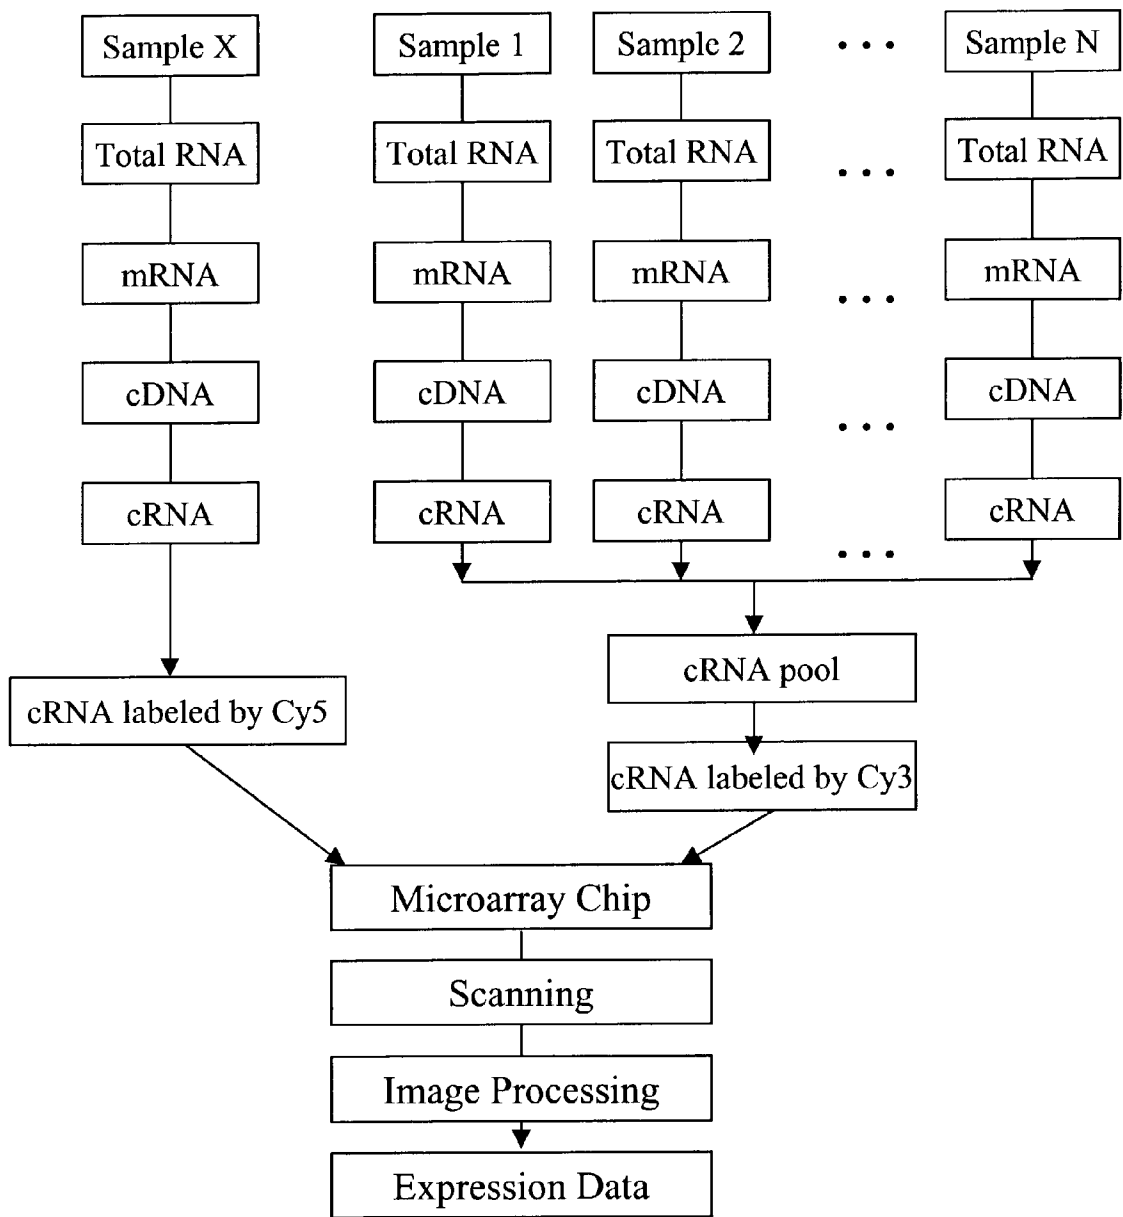 Sample X Sample 1 Sample 2 • • • Sample N
Total RNA Total RNA Total RNA • • • Total RNA
mRNA mRNA mRNA • • • mRNA
cDNA cDNA cDNA • • • cDNA
cRNA cRNA cRNA • • • cRNA
cRNA pool
cRNA labeled by Cy5
cRNA labeled by Cy3
Microarray Chip
Scanning
Image Processing
Expression Data